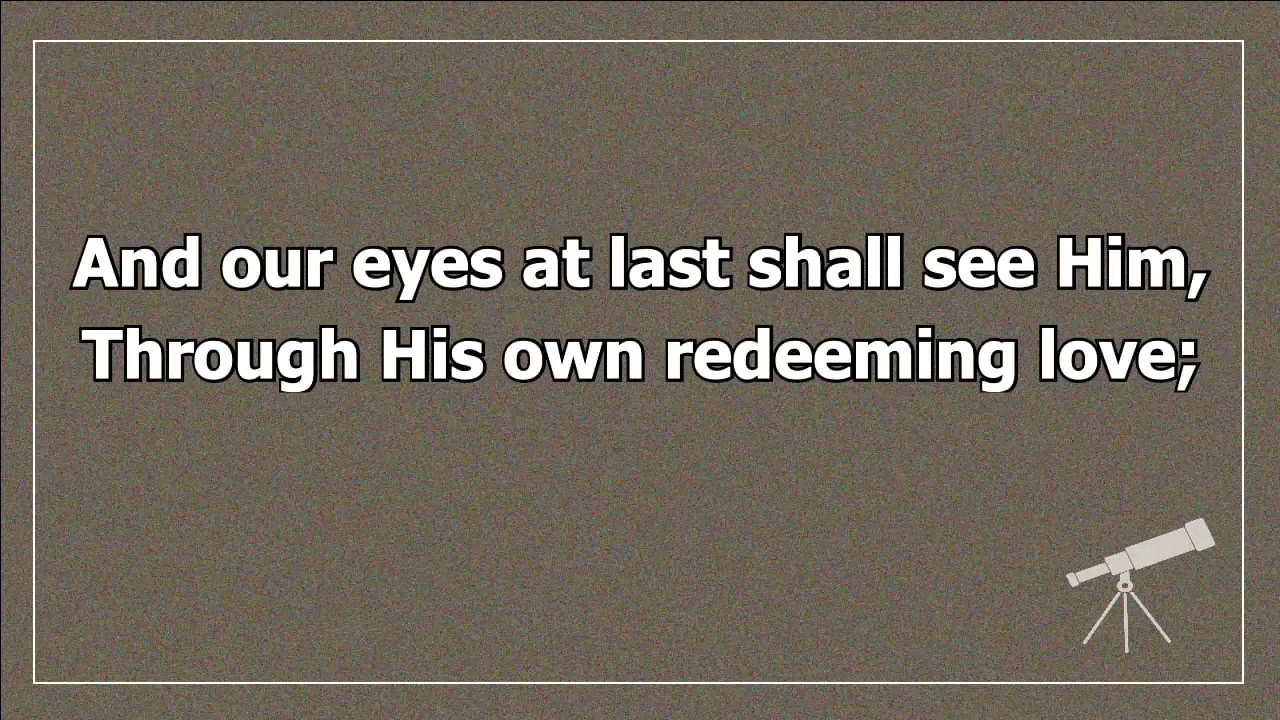 And our eyes at last shall see Him,
Through His own redeeming love;